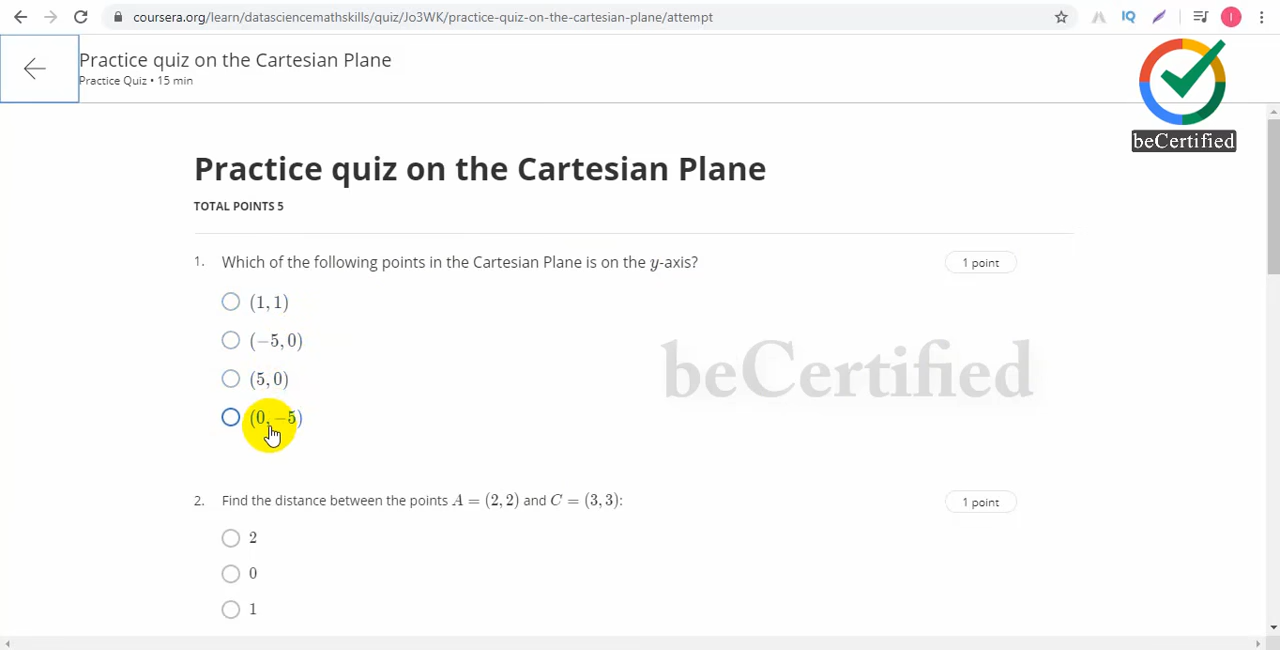 coursera.org/learn/datasciencemathskills/quiz/Jo3WK/practice-quiz-on-the-cartesian-plane/attempt
IQ
I
Practice quiz on the Cartesian Plane
Practice Quiz • 15 min
beCertified
Practice quiz on the Cartesian Plane
TOTAL POINTS 5
1. Which of the following points in the Cartesian Plane is on the y-axis? 1 point
(1, 1)
(−5, 0)
beCertified
(5, 0)
(0, −5)
2. Find the distance between the points A = (2, 2) and C = (3, 3): 1 point
2
0
1